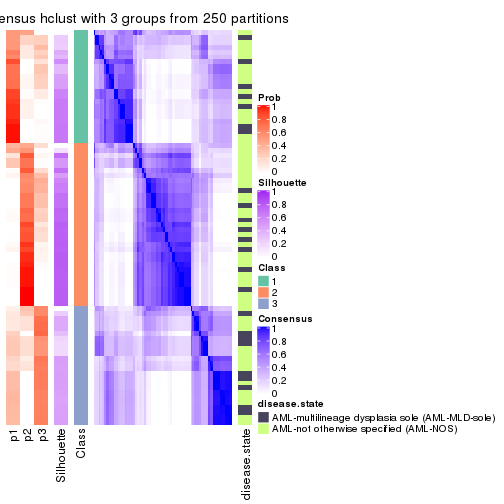 ensus hclust with 3 groups from 250 partitions
Prob
1
0.8
0.6
0.4
0.2
0
Silhouette
1
0.8
0.6
0.4
0.2
0
Class
1
2
3
Consensus
1
0.8
0.6
0.4
0.2
0
disease.state
AML-multilineage dysplasia sole (AML-MLD-sole)
AML-not otherwise specified (AML-NOS)
p1
p2
p3
Silhouette
Class
disease.state